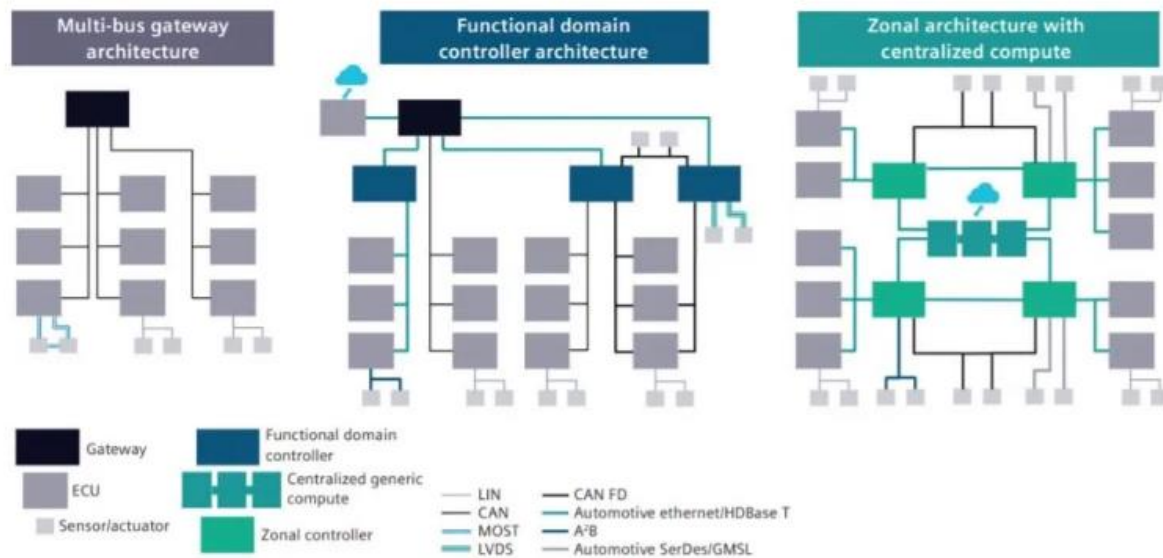 Multi-bus gateway
architecture
Functional domain
controller architecture
Zonal architecture with
centralized compute
Gateway
ECU
Sensor/actuator
Functional domain
controller
Centralized generic
compute
Zonal controller
LIN
CAN
MOST
LVDS
CAN FD
Automotive ethernet/HDBase T
A²B
Automotive SerDes/GMSL